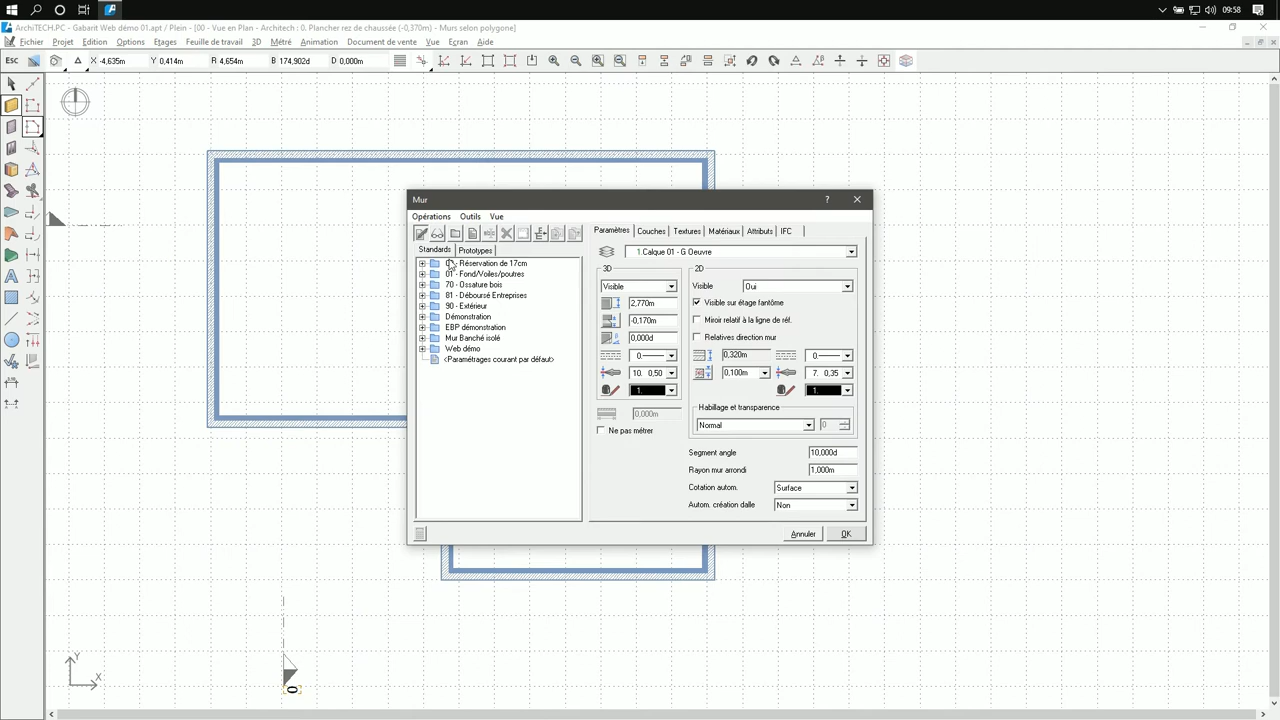 09:58
ArchiTECH.PC - Gabarit Web démo 01.apt / Plein - [00 - Vue en Plan - Architech : 0. Plancher rez de chaussée (-0,370m) - Murs selon polygone]
Fichier Projet Edition Options Etages Feuille de travail 3D Métré Animation Document de vente Vue Ecran Aide
Esc X -4,635m Y 0,414m R 4,654m B 174,902d D 0,000m
Mur
Opérations Outils Vue
Standards Prototypes
- Réservation de 17cm
01 - Fond/Voiles/poutres
70 - Ossature bois
81 - Déboursé Entreprises
90 - Extérieur
Démonstration
EBP démonstration
Mur Banché isolé
Web démo
<Paramétrages courant par défaut>
Paramètres Couches Textures Matériaux Attributs IFC
1.Calque 01 - G.Oeuvre
3D
Visible
2,770m
-0,170m
0,000d
0.
10. 0,50
1.
0,000m
Ne pas métrer
2D
Visible Oui
Visible sur étage fantôme
Miroir relatif à la ligne de réf.
Relatives direction mur
0,320m 0.
0,100m 7. 0,35
1.
Habillage et transparence
Normal 0
Segment angle 10,000d
Rayon mur arrondi 1,000m
Cotation autom. Surface
Autom. création dalle Non
Annuler OK
Y
X
0